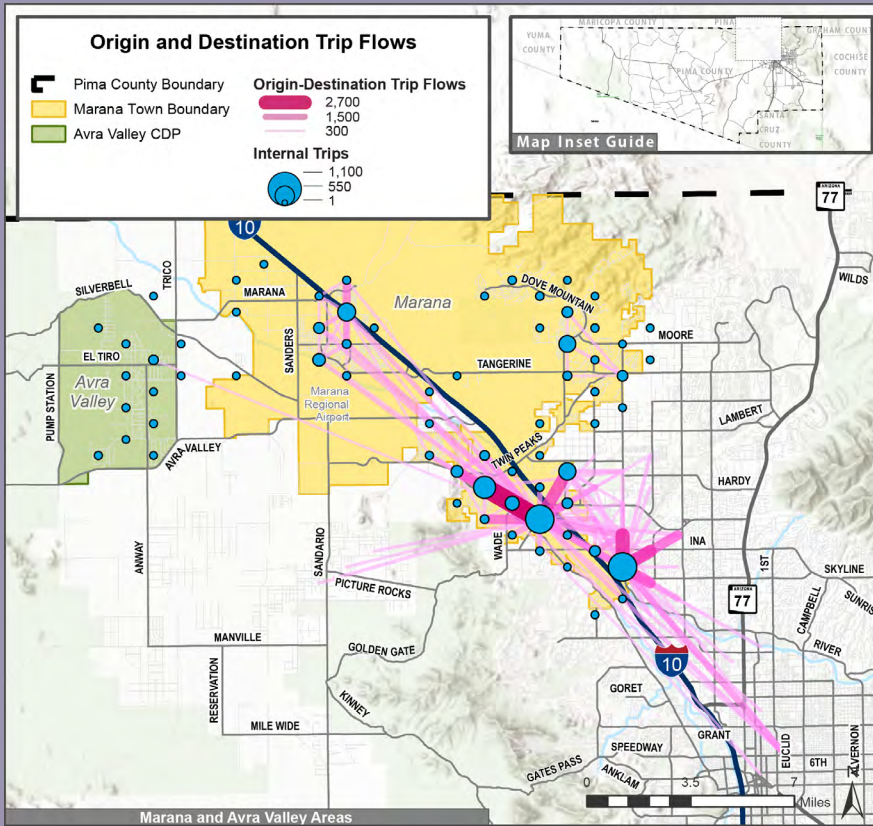 Origin and Destination Trip Flows
Pima County Boundary
Marana Town Boundary
Avra Valley CDP
Origin-Destination Trip Flows
2,700
1,500
300
Internal Trips
1,100
550
1
MARICOPA COUNTY
PINA
GRAHAM COUNT
YUMA
COUNTY
COCHISE
COUNTY
PIMA COUNTY
SANTA
CRUZ
COUNTY
Map Inset Guide
ARIZONA
77
10
TRICO
SILVERBELL
MARANA
Marana
DOVE MOUNTAIN
WILDS
SANDERS
MOORE
EL TIRO
TANGERINE
PUMP STATION
Avra
Valley
Marana
Regional
Airport
LAMBERT
AVRA VALLEY
TWIN PEAKS
HARDY
ANWAY
SANDARIO
WADE
INA
1ST
SKYLINE
PICTURE ROCKS
ARIZONA
77
CAMPBELL
SUNRIS
MANVILLE
RIVER
GOLDEN GATE
10
RESERVATION
KINNEY
GORET
MILE WIDE
GRANT
SPEEDWAY
EUCLID
6TH
ALVERNON
GATES PASS
ANKLAM
0
3.5
7
Miles
Marana and Avra Valley Areas